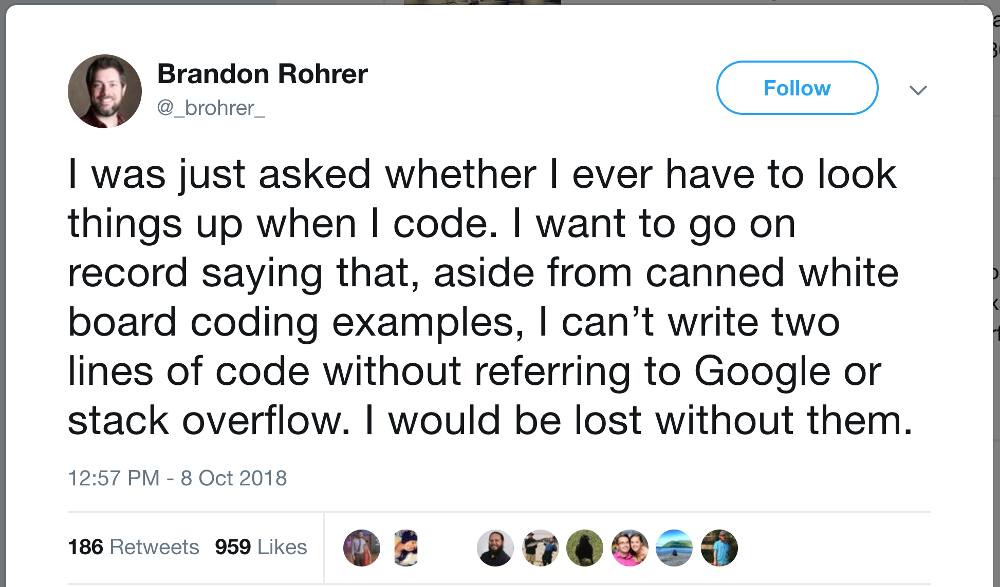 Brandon Rohrer
@_brohrer_
Follow
I was just asked whether I ever have to look
things up when I code. I want to go on
record saying that, aside from canned white
board coding examples, I can’t write two
lines of code without referring to Google or
stack overflow. I would be lost without them.
12:57 PM - 8 Oct 2018
186 Retweets 959 Likes